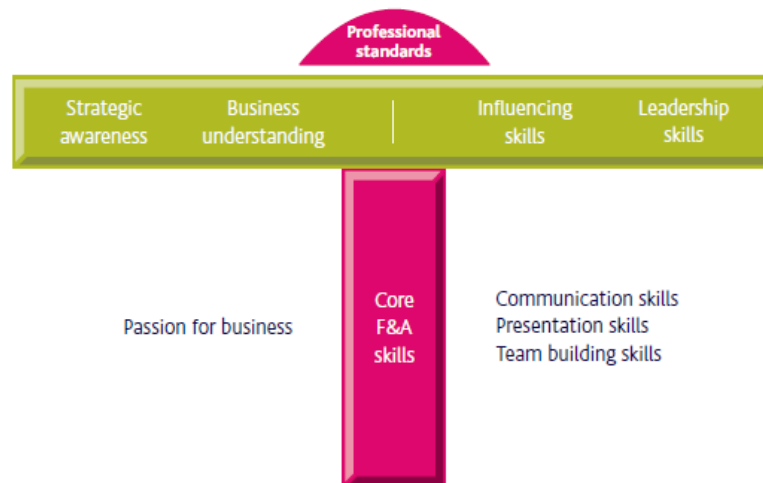 Professional
standards
Strategic
awareness
Business
understanding
Influencing
skills
Leadership
skills
Passion for business
Core
F&A
skills
Communication skills
Presentation skills
Team building skills